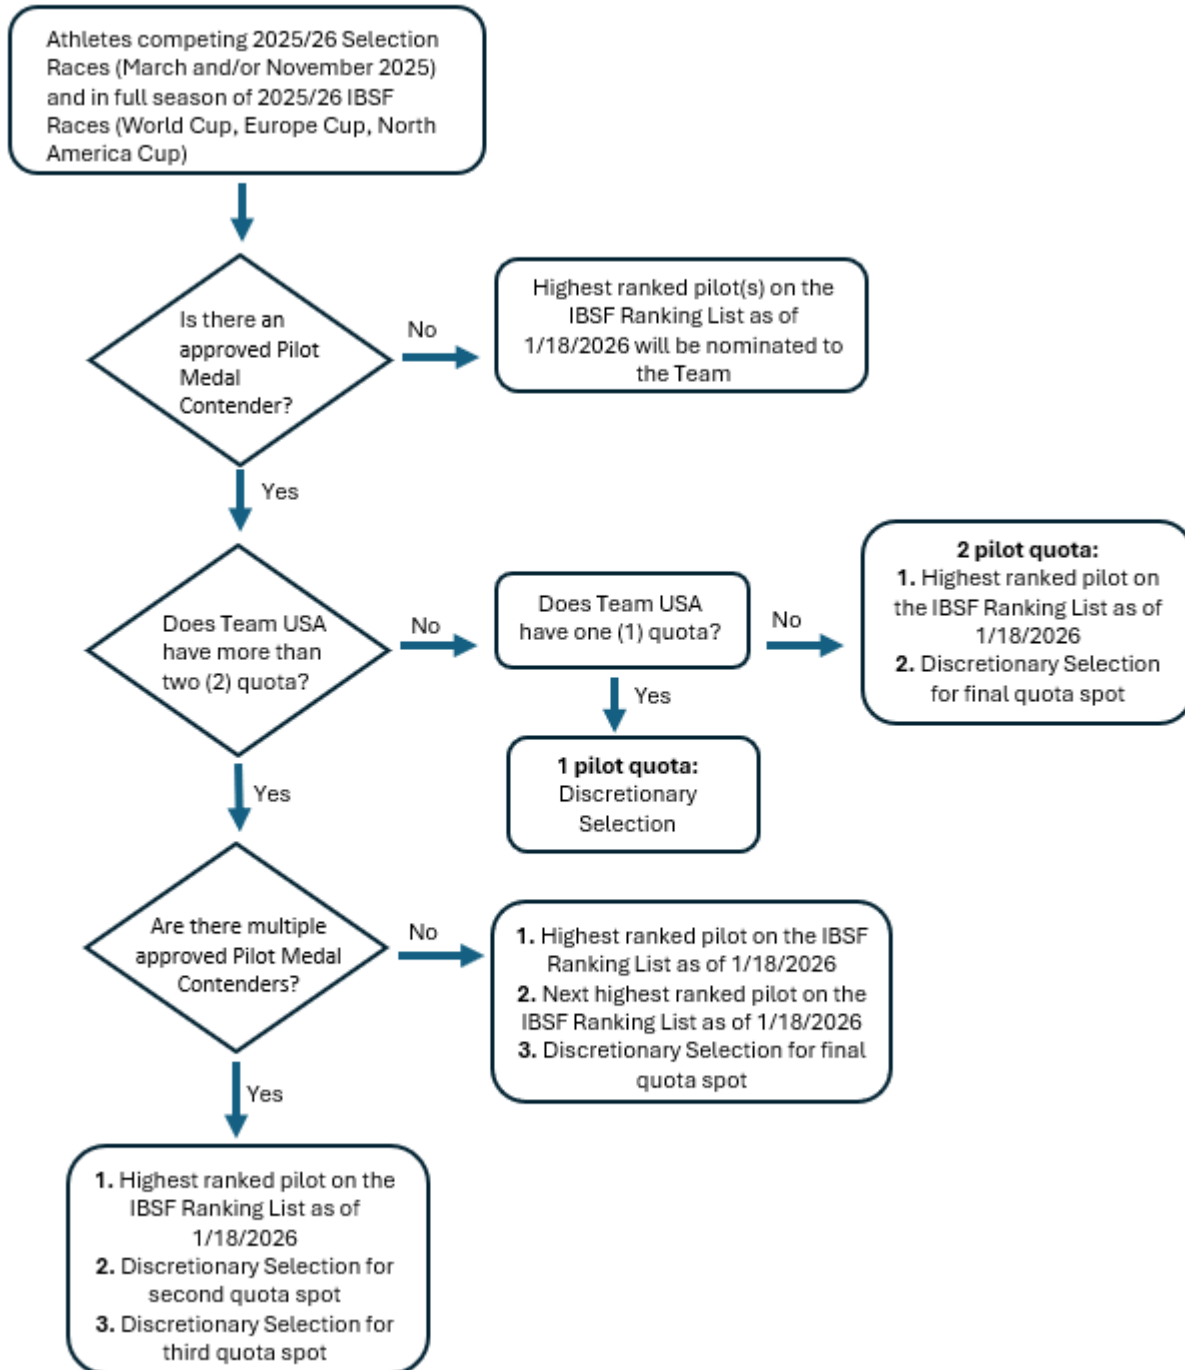 Athletes competing 2025/26 Selection
Races (March and/or November 2025)
and in full season of 2025/26 IBSF
Races (World Cup, Europe Cup, North
America Cup)
Is there an
approved Pilot
Medal
Contender?
No
Highest ranked pilot(s) on the
IBSF Ranking List as of
1/18/2026 will be nominated to
the Team
Yes
Does Team USA
have more than
two (2) quota?
No
Does Team USA
have one (1) quota?
No
2 pilot quota:
1. Highest ranked pilot on
the IBSF Ranking List as of
1/18/2026
2. Discretionary Selection
for final quota spot
Yes
1 pilot quota:
Discretionary
Selection
Yes
Are there multiple
approved Pilot Medal
Contenders?
No
1. Highest ranked pilot on the IBSF
Ranking List as of 1/18/2026
2. Next highest ranked pilot on the
IBSF Ranking List as of 1/18/2026
3. Discretionary Selection for final
quota spot
Yes
1. Highest ranked pilot on the
IBSF Ranking List as of
1/18/2026
2. Discretionary Selection for
second quota spot
3. Discretionary Selection for
third quota spot